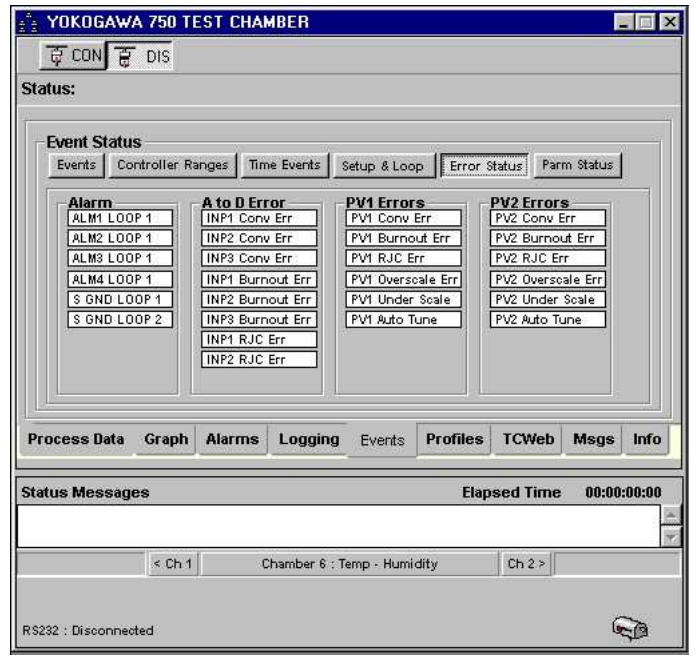 YOKOGAWA 750 TEST CHAMBER
CON DIS
Status:
Event Status
Events Controller Ranges Time Events Setup & Loop Error Status Parm Status
Alarm
ALM1 LOOP 1
ALM2 LOOP 1
ALM3 LOOP 1
ALM4 LOOP 1
S GND LOOP 1
S GND LOOP 2
A to D Error
INP1 Conv Err
INP2 Conv Err
INP3 Conv Err
INP1 Burnout Err
INP2 Burnout Err
INP3 Burnout Err
INP1 RJC Err
INP2 RJC Err
PV1 Errors
PV1 Conv Err
PV1 Burnout Err
PV1 RJC Err
PV1 Overscale Err
PV1 Under Scale
PV1 Auto Tune
PV2 Errors
PV2 Conv Err
PV2 Burnout Err
PV2 RJC Err
PV2 Overscale Err
PV2 Under Scale
PV2 Auto Tune
Process Data Graph Alarms Logging Events Profiles TCWeb Msgs Info
Status Messages Elapsed Time 00:00:00:00
< Ch 1 Chamber 6 : Temp - Humidity Ch 2 >
RS232 : Disconnected